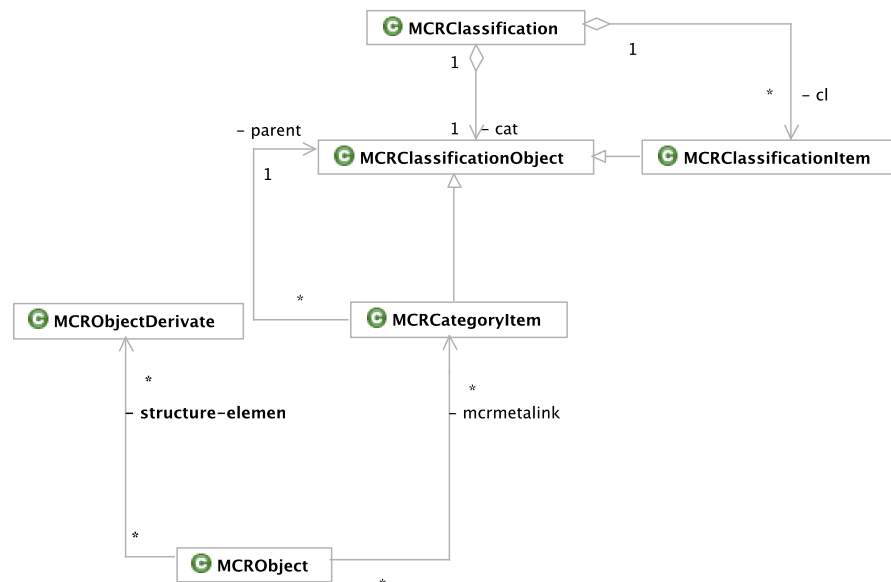 C MCRClassification
1
1
* - cl
1 - cat
- parent
C MCRClassificationObject
C MCRClassificationItem
1
*
C MCRObjectDerivate
C MCRCategoryItem
*
*
- structure-elemen
- mcrmetalink
*
C MCRObject
*